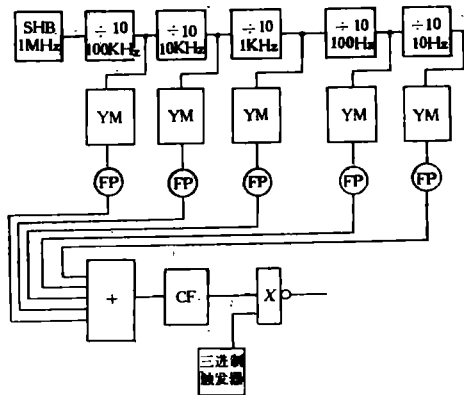 SHB
1MHz
÷10
100KHz
÷10
10KHz
÷10
1KHz
÷10
100Hz
÷10
10Hz
YM
YM
YM
YM
YM
FP
FP
FP
FP
FP
+
CF
X
三进制
触发器